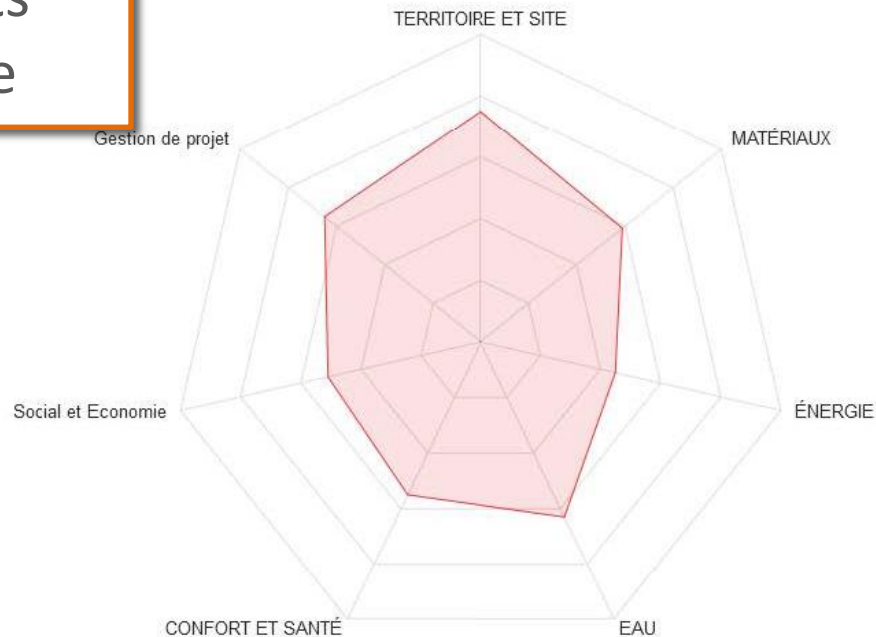 e
TERRITOIRE ET SITE
Gestion de projet
MATÉRIAUX
Social et Economie
ÉNERGIE
CONFORT ET SANTÉ
EAU